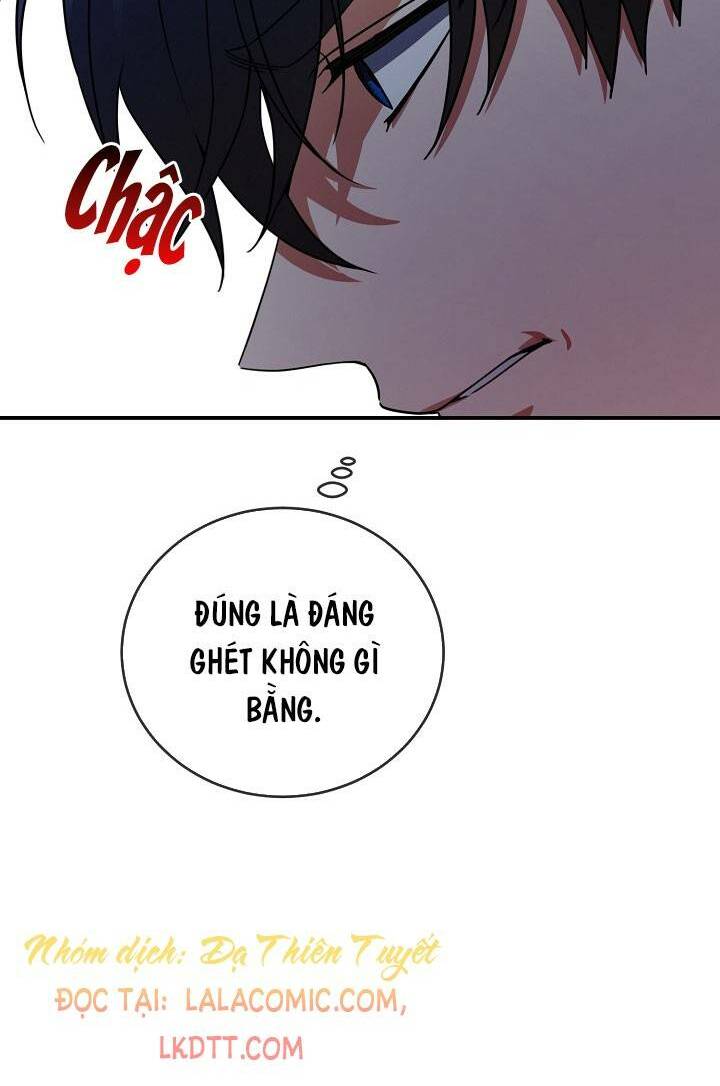 Chậc
ĐÚNG LÀ ĐÁNG
GHÉT KHÔNG GÌ
BẰNG.
Nhóm dịch: Dạ Thiên Tuyết
ĐỌC TẠI: LALACOMIC.COM,
LKDTT.COM